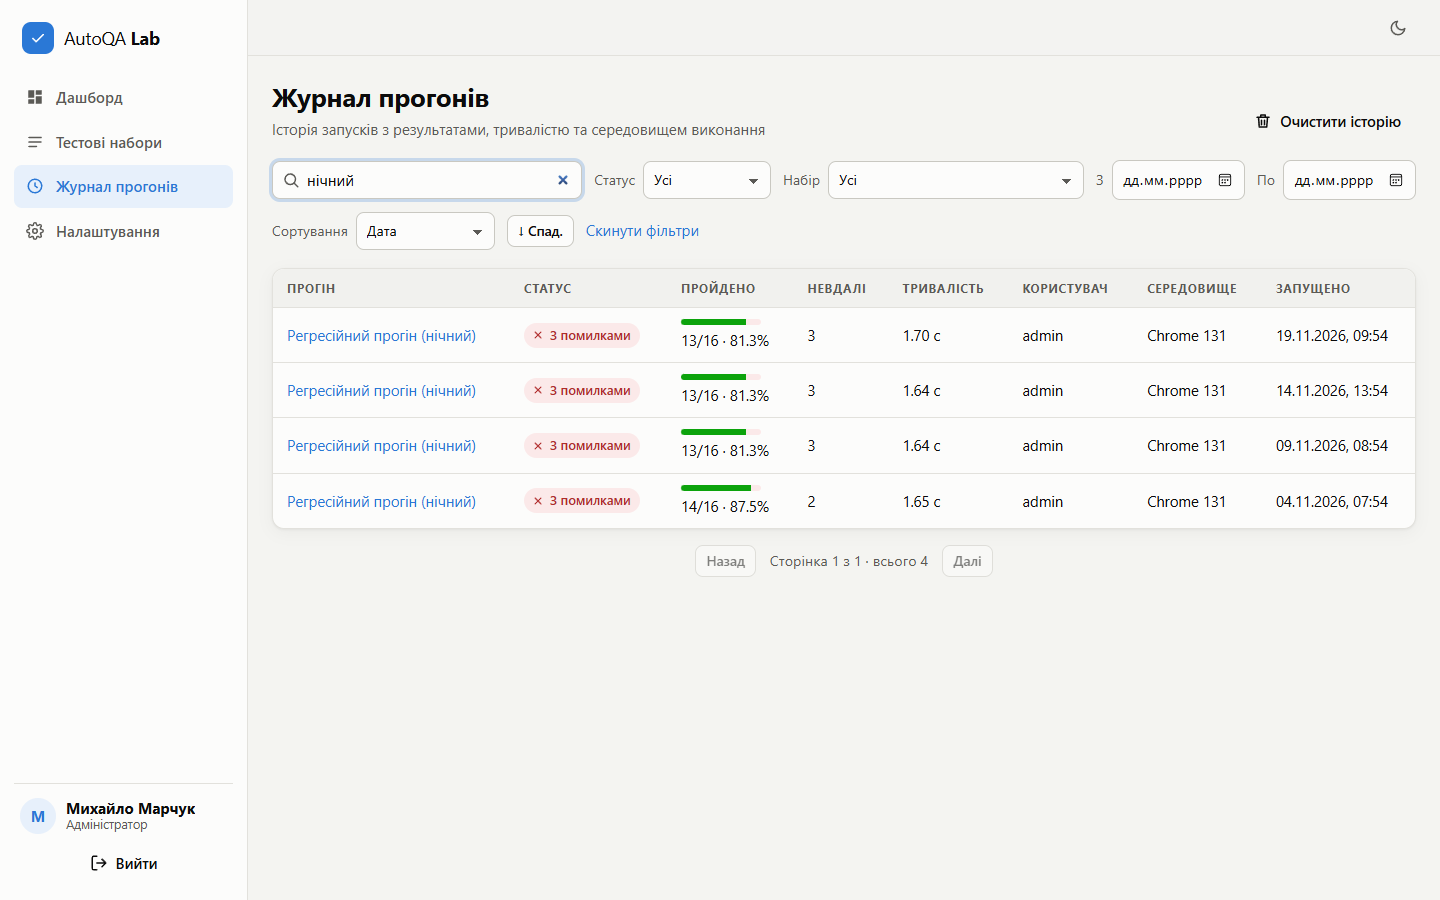 AutoQA Lab
Дашборд
Тестові набори
Журнал прогонів
Налаштування
Михайло Марчук
M
Адміністратор
Вийти
Журнал прогонів
Історія запусків з результатами, тривалістю та середовищем виконання
Очистити історію
нічний
Статус Усі Набір Усі З дд.мм.рррр По дд.мм.рррр
Сортування Дата ↓ Спад. Скинути фільтри
ПРОГІН СТАТУС ПРОЙДЕНО НЕВДАЛІ ТРИВАЛІСТЬ КОРИСТУВАЧ СЕРЕДОВИЩЕ ЗАПУЩЕНО
Регресійний прогін (нічний) × З помилками 13/16 · 81.3% 3 1.70 с admin Chrome 131 19.11.2026, 09:54
Регресійний прогін (нічний) × З помилками 13/16 · 81.3% 3 1.64 с admin Chrome 131 14.11.2026, 13:54
Регресійний прогін (нічний) × З помилками 13/16 · 81.3% 3 1.64 с admin Chrome 131 09.11.2026, 08:54
Регресійний прогін (нічний) × З помилками 14/16 · 87.5% 2 1.65 с admin Chrome 131 04.11.2026, 07:54
Назад Сторінка 1 з 1 · всього 4 Далі